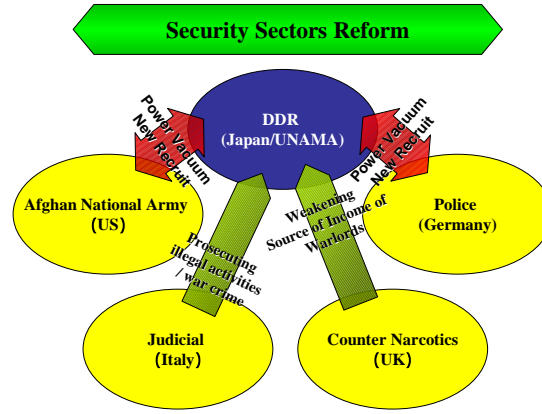 Security Sectors Reform
DDR
(Japan/UNAMA)
Power Vacuum
New Recruit
Power Vacuum
New Recruit
Afghan National Army
(US)
Police
(Germany)
Prosecuting
illegal activities
/ war crime
Weakening
Source of Income of
Warlords
Judicial
(Italy)
Counter Narcotics
(UK)